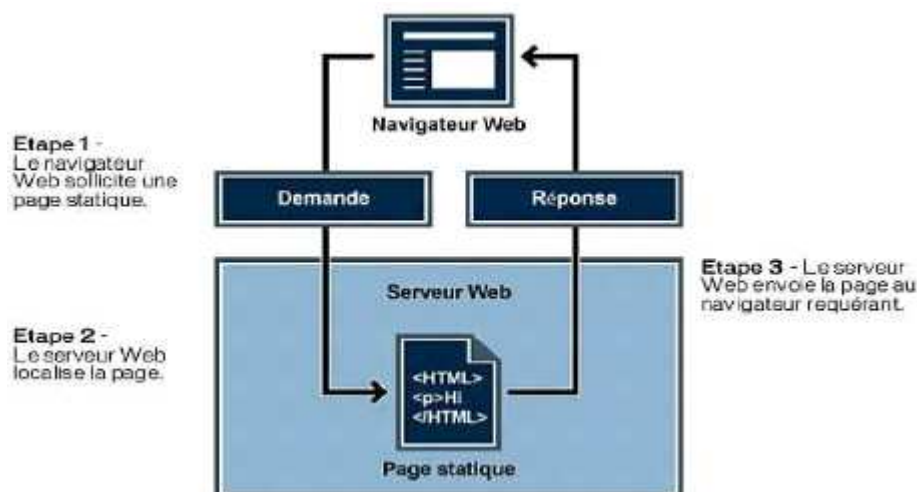 Navigateur Web
Etape 1 -
Le navigateur
Web sollicite une
page statique.
Demande
Réponse
Serveur Web
Etape 3 - Le serveur
Web envoie la page au
navigateur requérant.
Etape 2 -
Le serveur Web
localise la page.
<HTML>
<p>Hi
</HTML>
Page statique